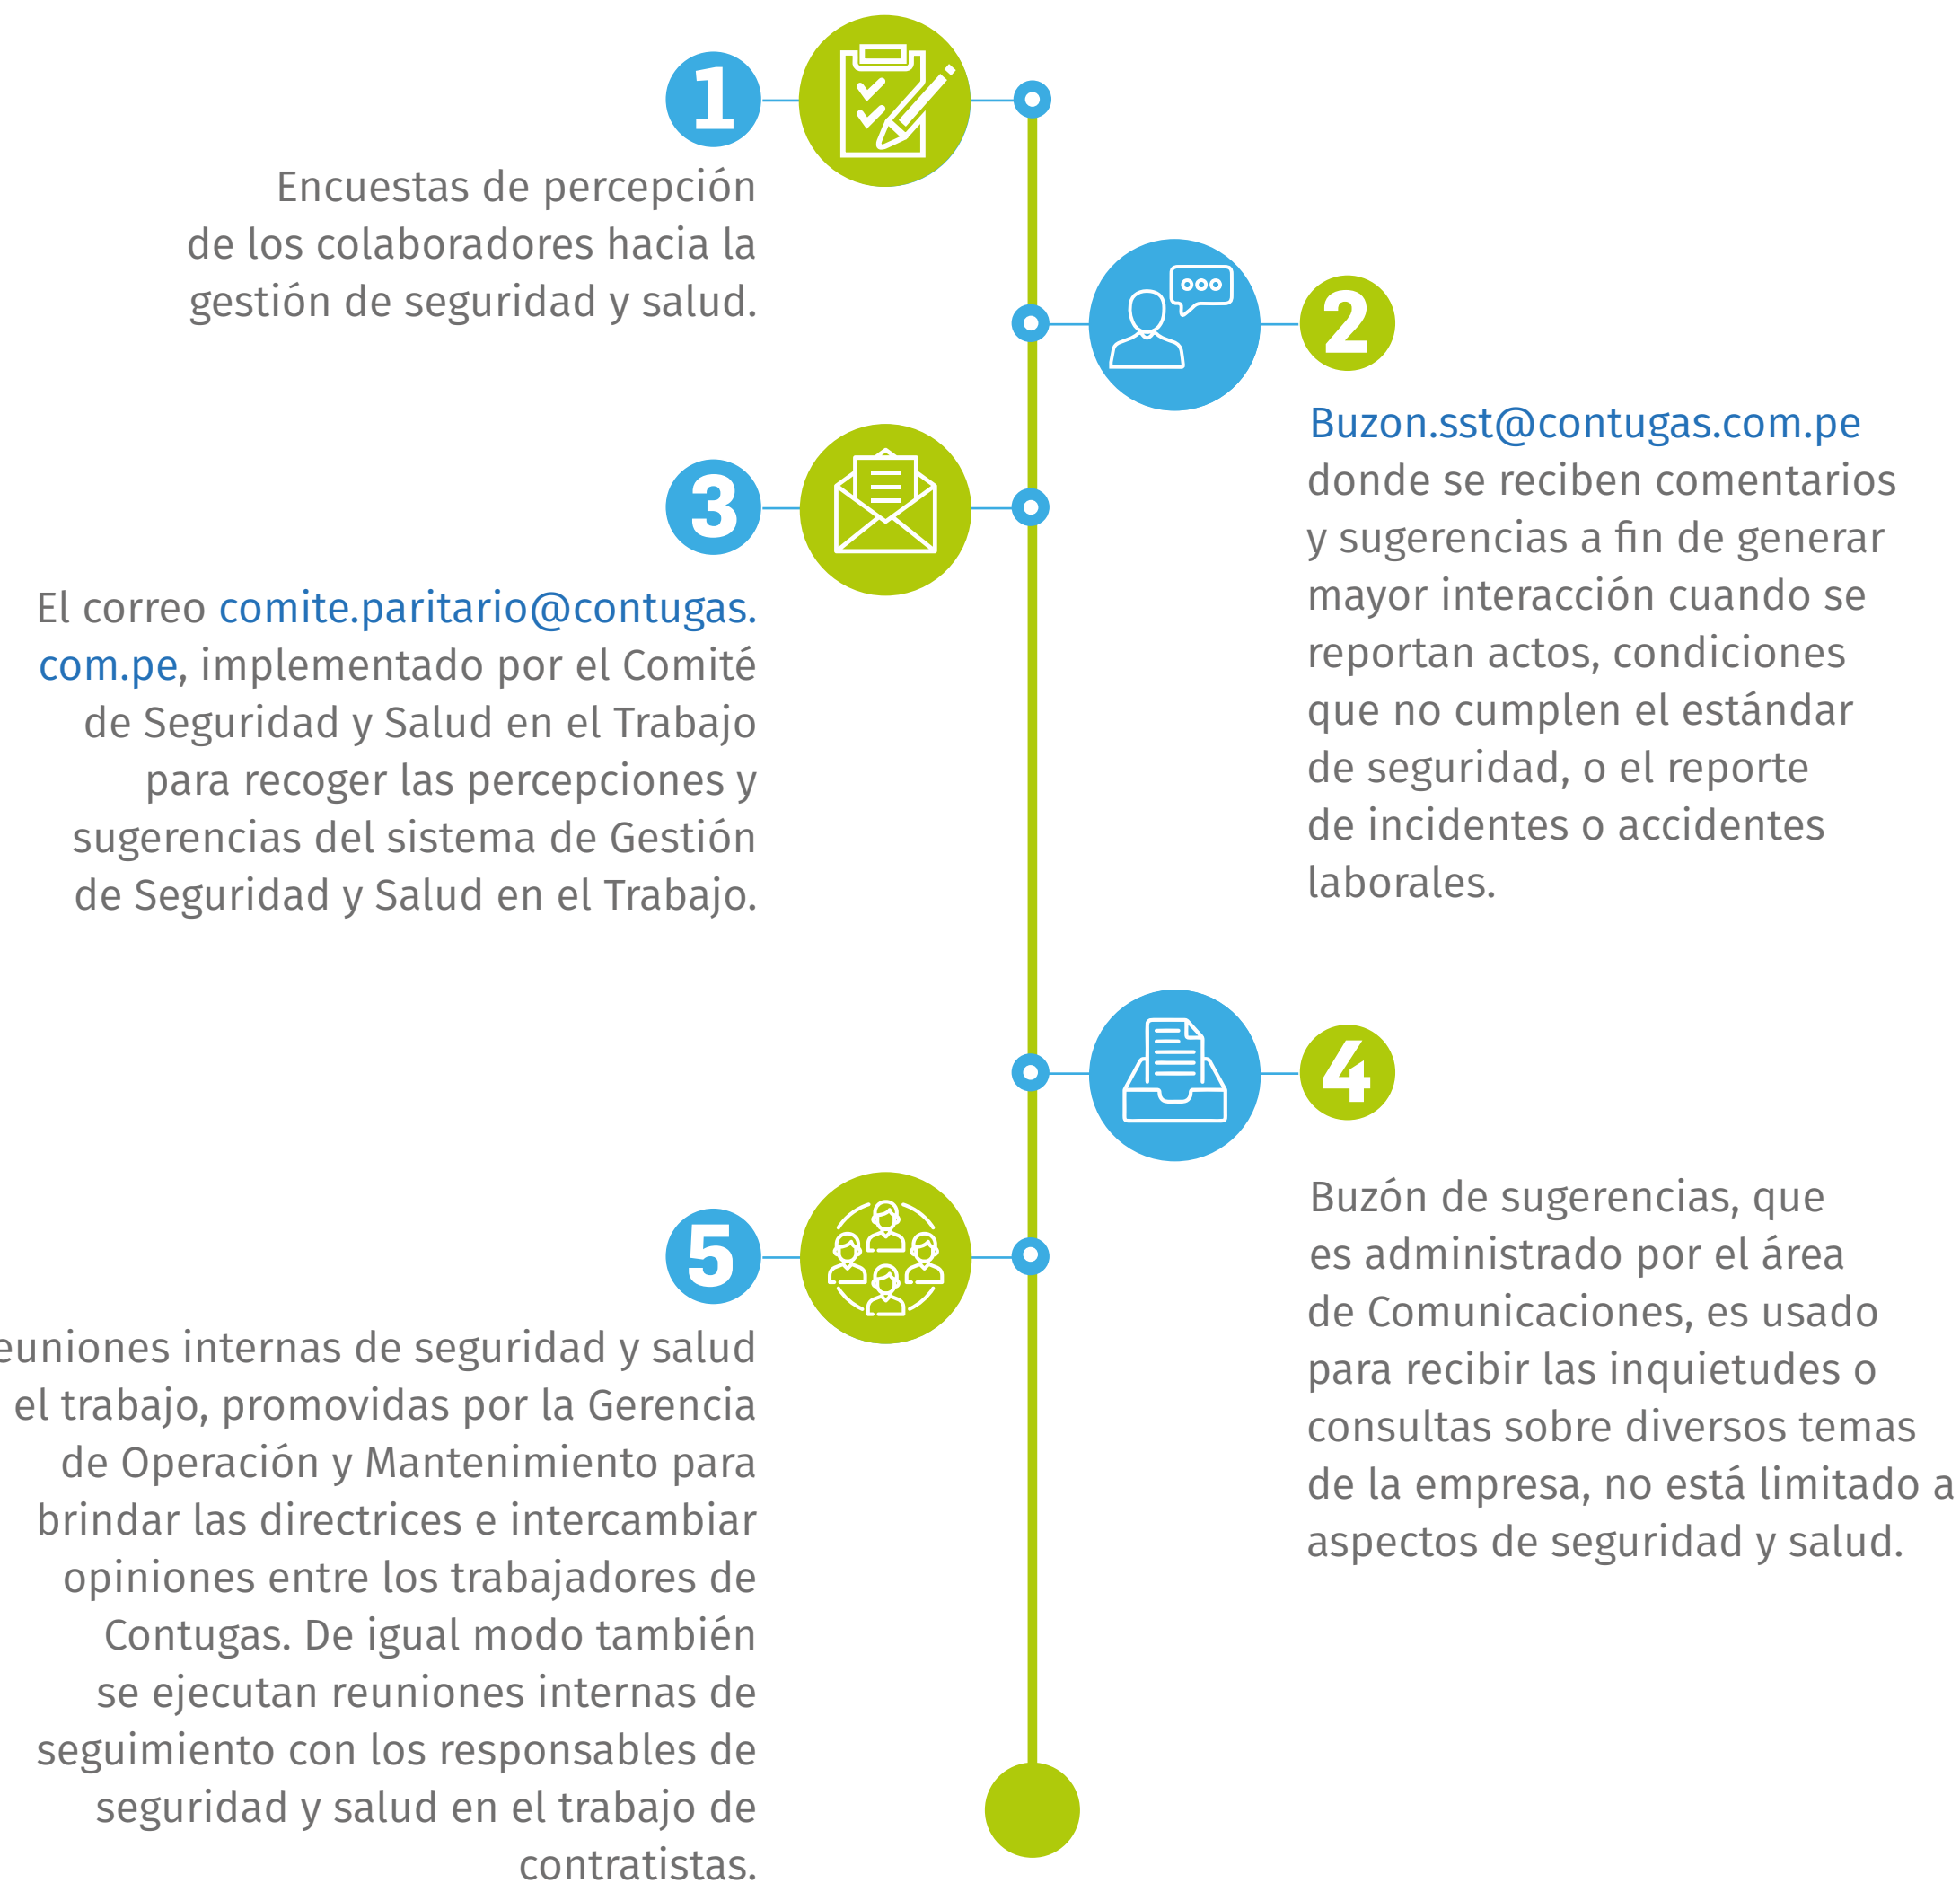 1
Encuestas de percepción
de los colaboradores hacia la
gestión de seguridad y salud.
2
Buzon.sst@contugas.com.pe
donde se reciben comentarios
y sugerencias a fin de generar
mayor interacción cuando se
reportan actos, condiciones
que no cumplen el estándar
de seguridad, o el reporte
de incidentes o accidentes
laborales.
3
El correo comite.paritario@contugas.
com.pe, implementado por el Comité
de Seguridad y Salud en el Trabajo
para recoger las percepciones y
sugerencias del sistema de Gestión
de Seguridad y Salud en el Trabajo.
4
Buzón de sugerencias, que
es administrado por el área
de Comunicaciones, es usado
para recibir las inquietudes o
consultas sobre diversos temas
de la empresa, no está limitado a
aspectos de seguridad y salud.
5
euniones internas de seguridad y salud
el trabajo, promovidas por la Gerencia
de Operación y Mantenimiento para
brindar las directrices e intercambiar
opiniones entre los trabajadores de
Contugas. De igual modo también
se ejecutan reuniones internas de
seguimiento con los responsables de
seguridad y salud en el trabajo de
contratistas.